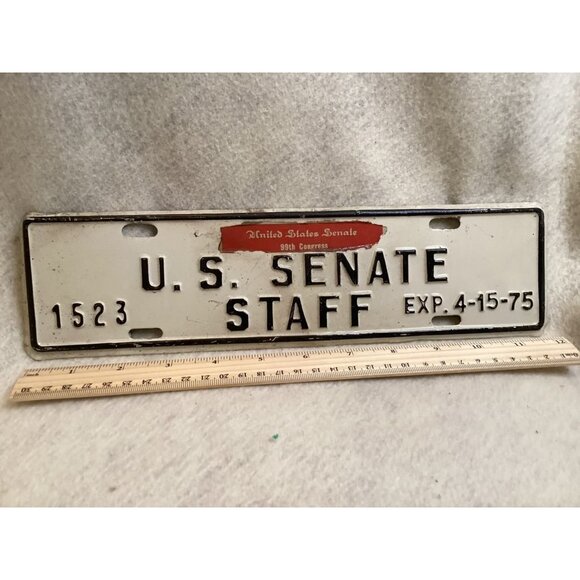 United States Senate
99th Congress
U. S. SENATE
STAFF
1523
EXP. 4-15-75